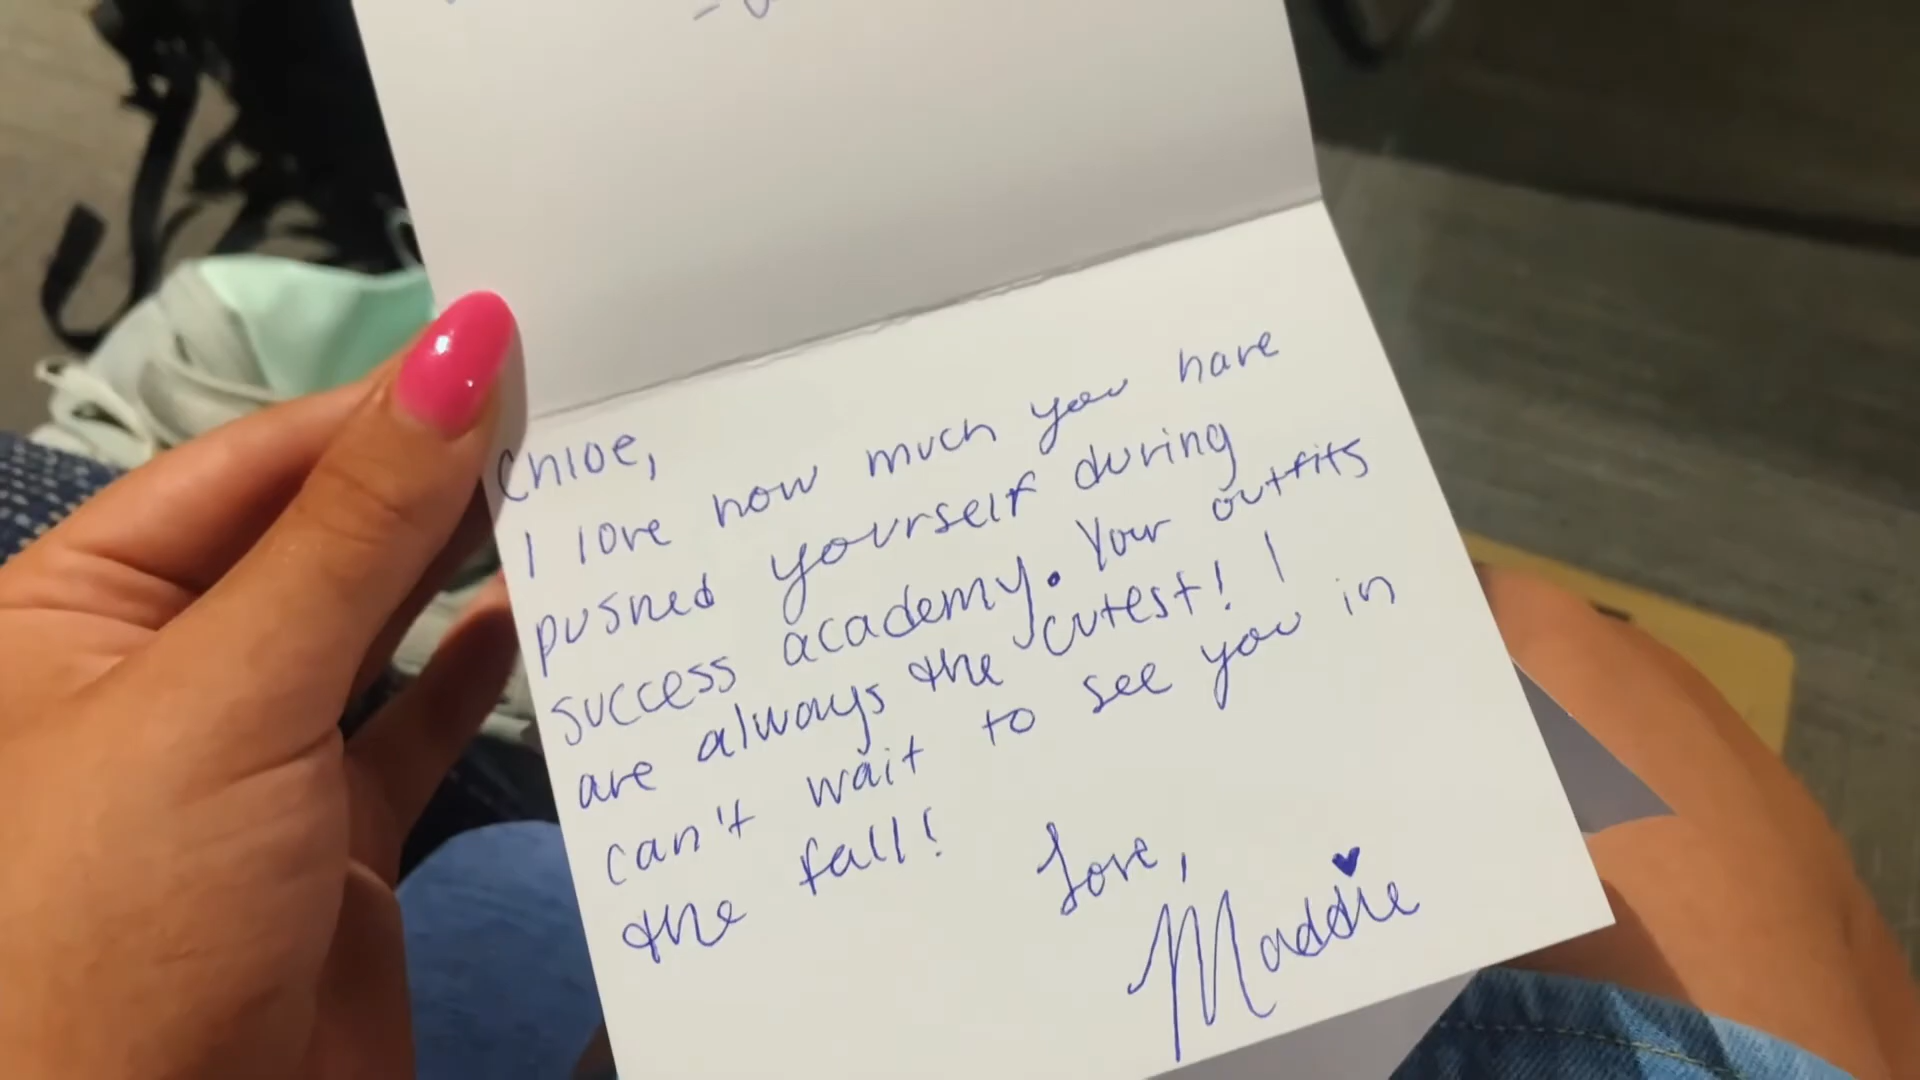 Chloe,
I love how much you have
pushed yourself during
success academy. Your outfits
are always the cutest! I
can't wait to see you in
the fall!
Love,
Maddie